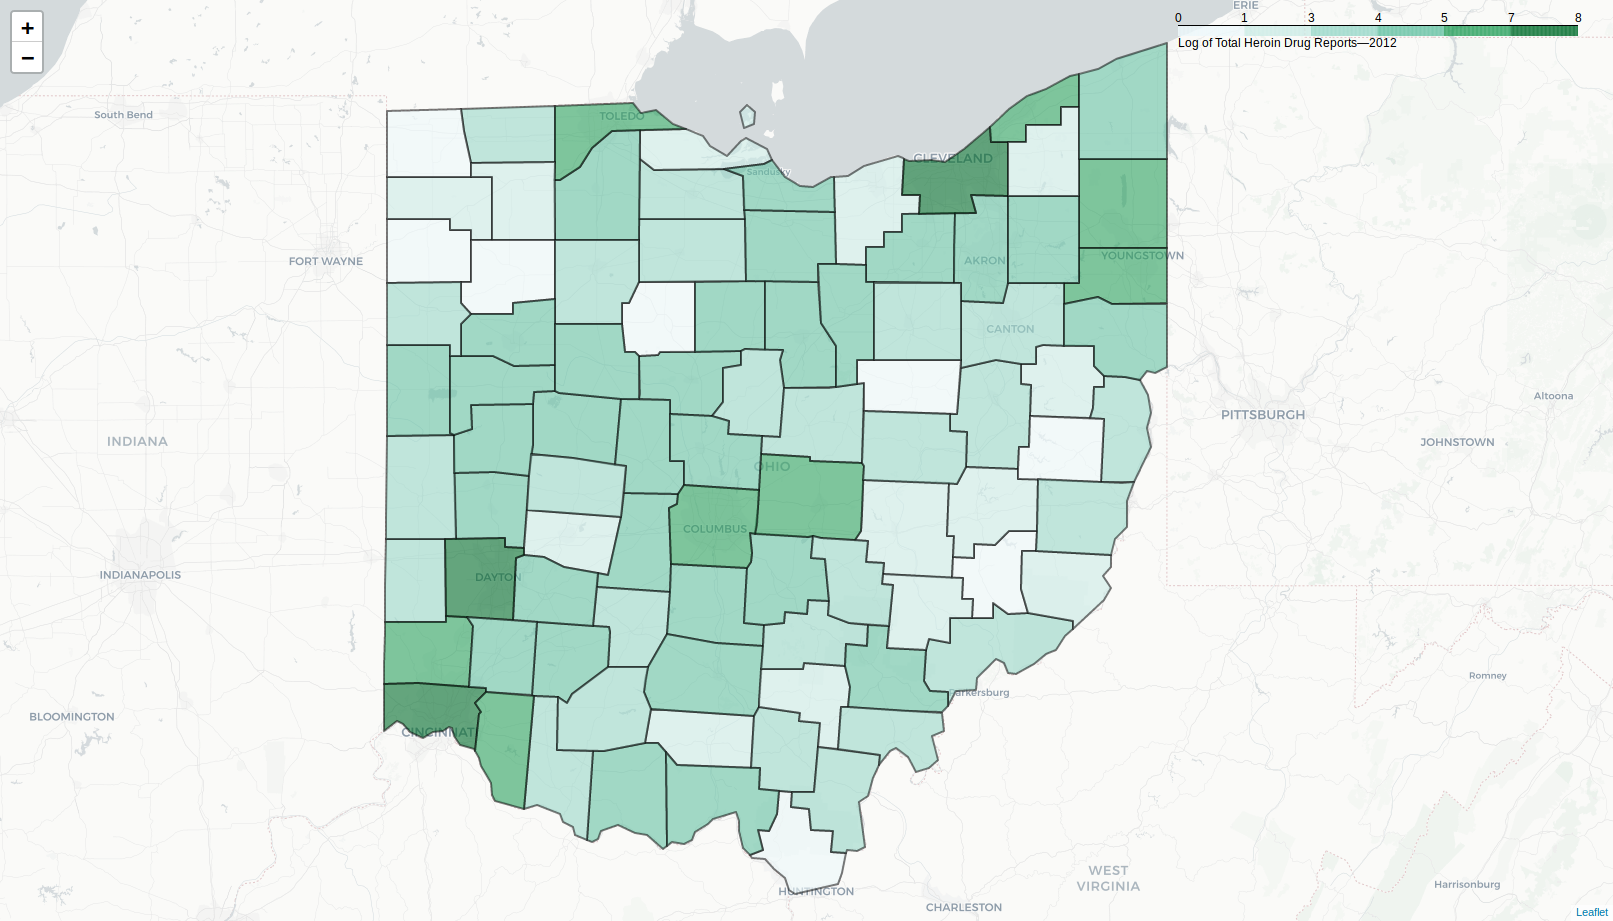 +
−
ERIE
0 1 3 4 5 7 8
Log of Total Heroin Drug Reports—2012
South Bend
TOLEDO
CLEVELAND
Sandusky
FORT WAYNE
AKRON
YOUNGSTOWN
CANTON
Altoona
PITTSBURGH
INDIANA
JOHNSTOWN
OHIO
COLUMBUS
INDIANAPOLIS
DAYTON
Romney
arkersburg
BLOOMINGTON
CINCINNAT
WEST
VIRGINIA
Harrisonburg
HUNTINGTON
CHARLESTON
Leaflet